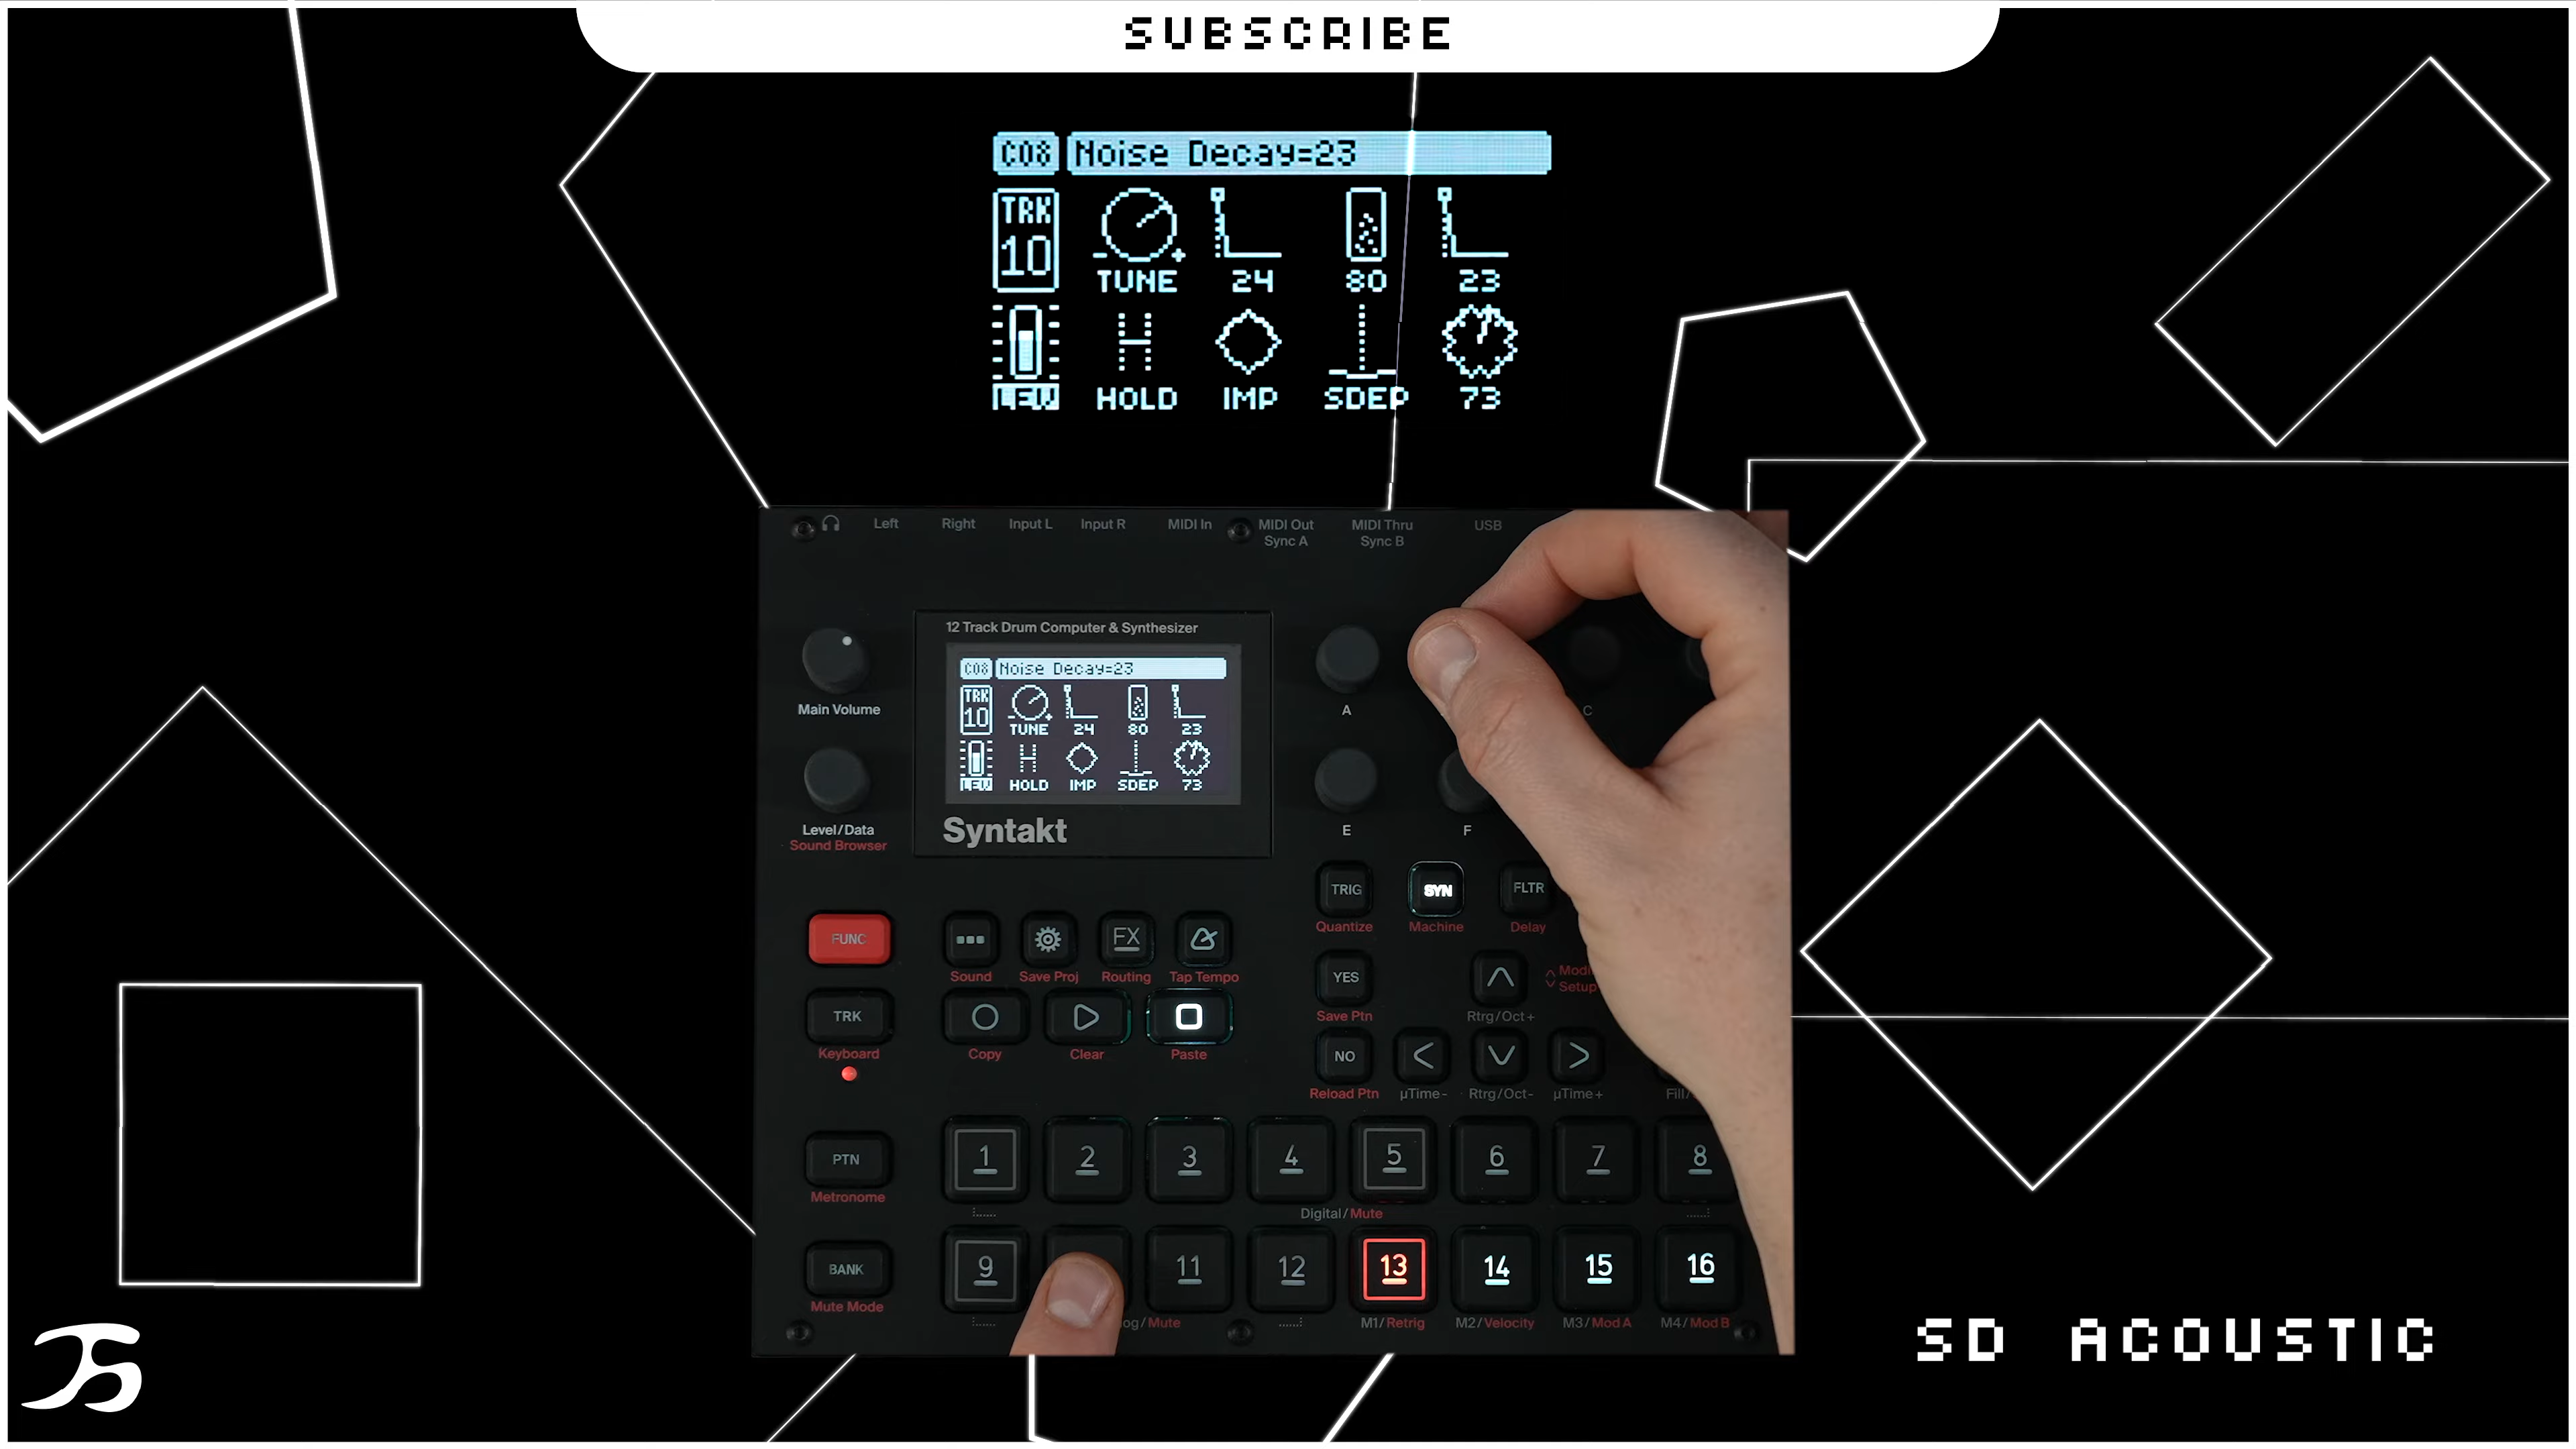 SUBSCRIBE
C08 Noise Decay=23
TRK
10
TUNE 24 80 23
LEV HOLD IMP SDEP 73
Left Right Input L Input R MIDI In MIDI Out MIDI Thru USB
Sync A Sync B
12 Track Drum Computer & Synthesizer
C08 Noise Decay=23
TRK
10
TUNE 24 80 23
LEV HOLD IMP SDEP 73
Syntakt
Main Volume
A C
Level/Data
Sound Browser
E F
TRIG SYN FLTR
Quantize Machine Delay
FUNC FX
Sound Save Proj Routing Tap Tempo
YES
Setup
Save Ptn Rtrg/Oct+
TRK
Keyboard Copy Clear Paste
NO
Reload Ptn µTime- Rtrg/Oct- µTime+ Fill/
PTN 1 2 3 4 5 6 7 8
Metronome
Digital/Mute
BANK 9 11 12 13 14 15 16
Mute Mode
/Mute M1/Retrig M2/Velocity M3/Mod A M4/Mod B
JS
SD ACOUSTIC